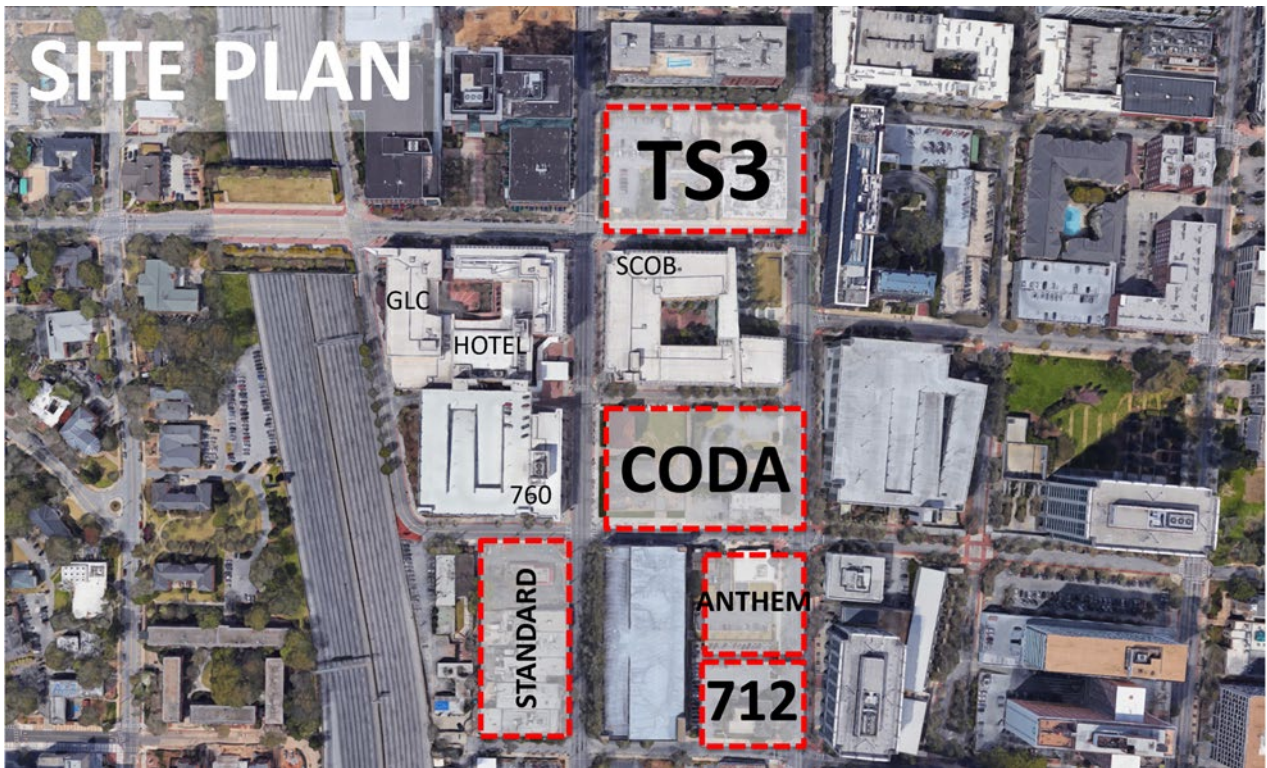 SITE PLAN
TS3
SCOB
GLC
HOTEL
CODA
760
STANDARD
ANTHEM
712